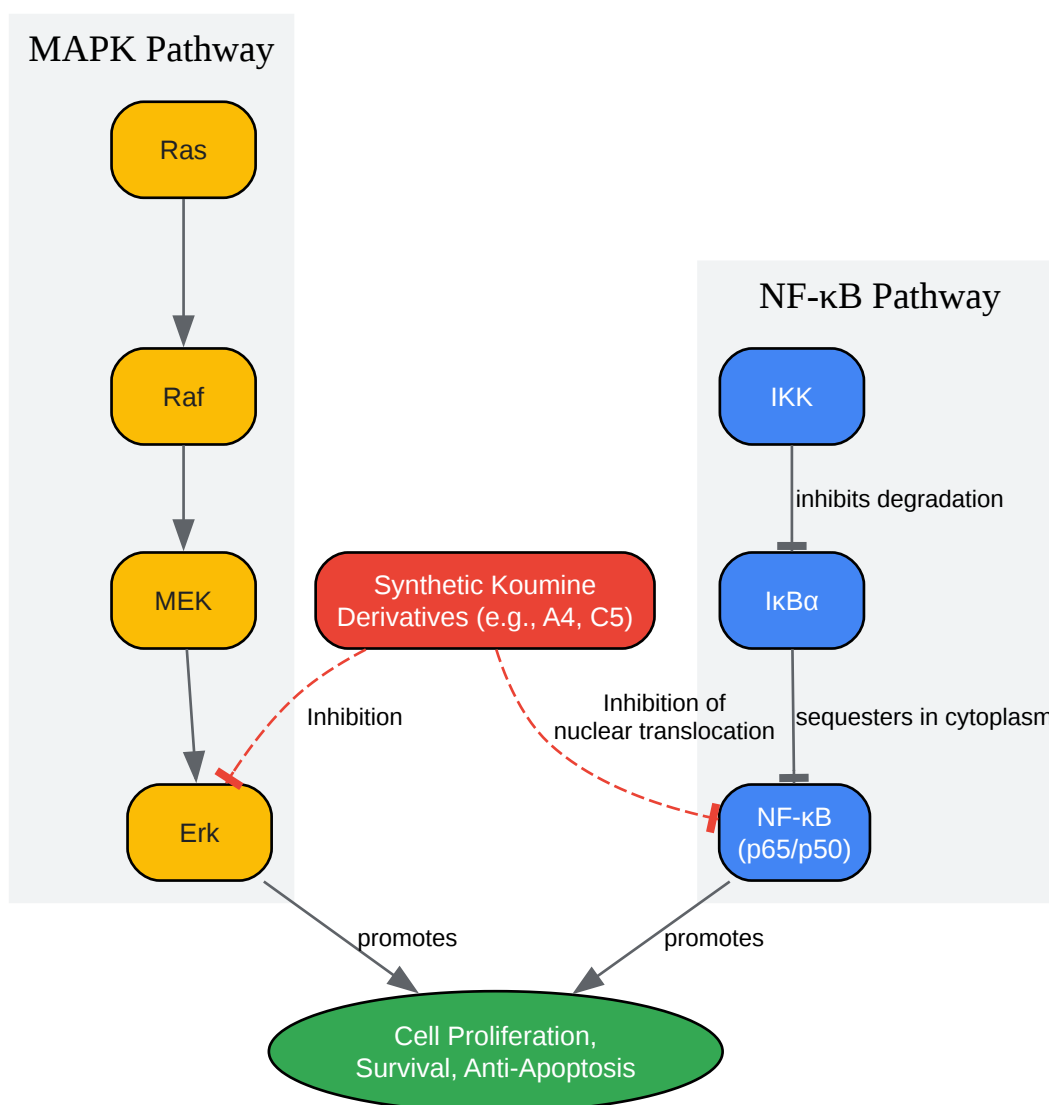 MAPK Pathway
Ras
Raf
MEK
Erk
Synthetic Koumine
Derivatives (e.g., A4, C5)
Inhibition
Inhibition of
nuclear translocation
NF-κB Pathway
IKK
inhibits degradation
IκBα
sequesters in cytoplasm
NF-κB
(p65/p50)
promotes
promotes
Cell Proliferation,
Survival, Anti-Apoptosis